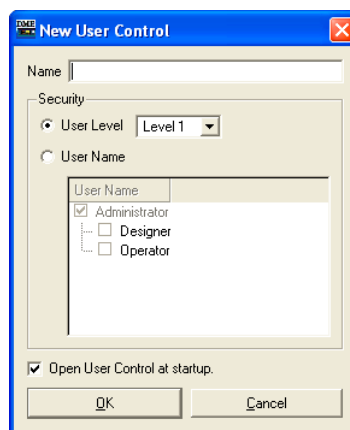 DME New User Control
Name
Security
User Level Level 1
User Name
User Name
Administrator
Designer
Operator
Open User Control at startup.
OK Cancel